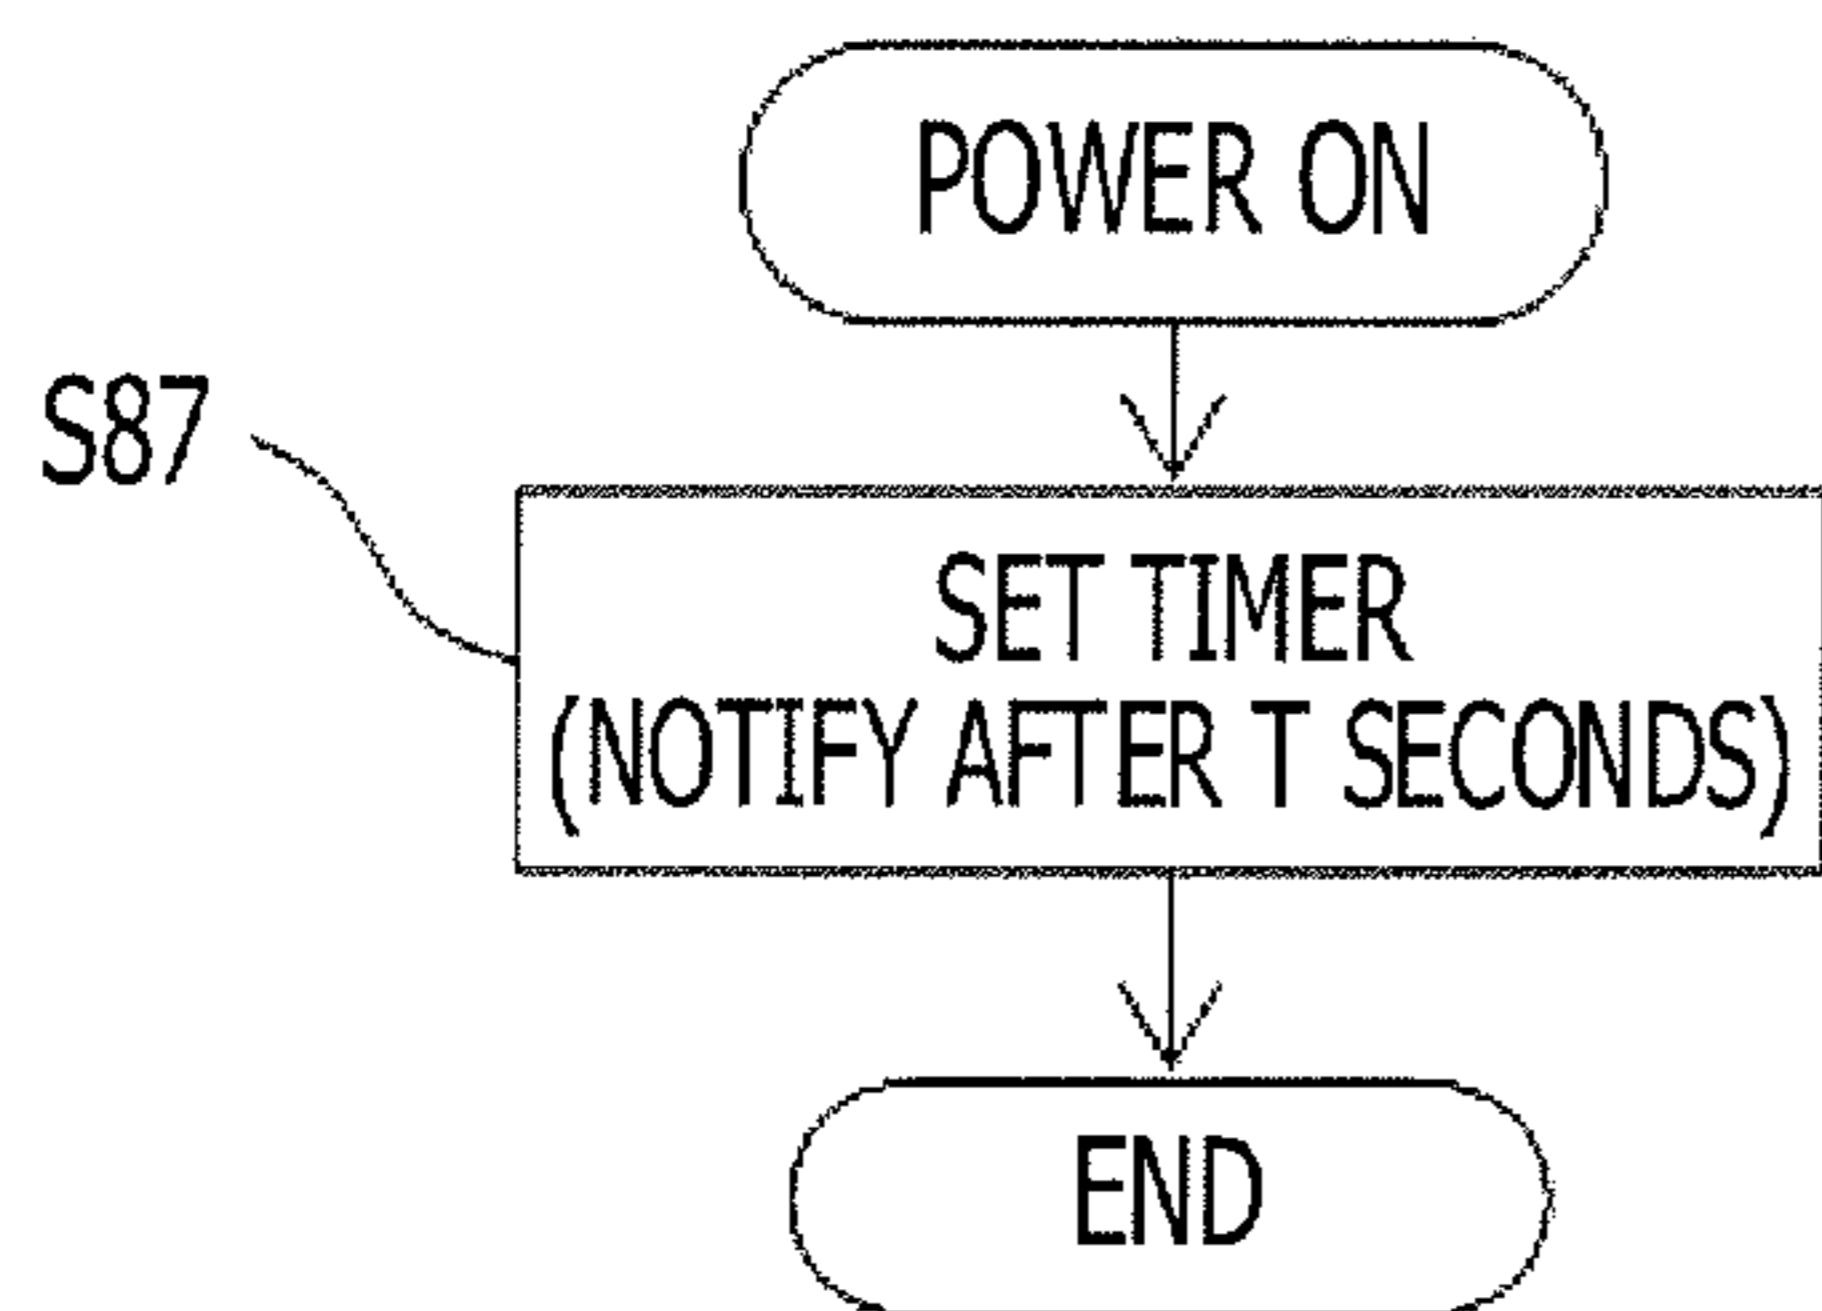 POWER ON
S87
SET TIMER
(NOTIFY AFTER T SECONDS)
END